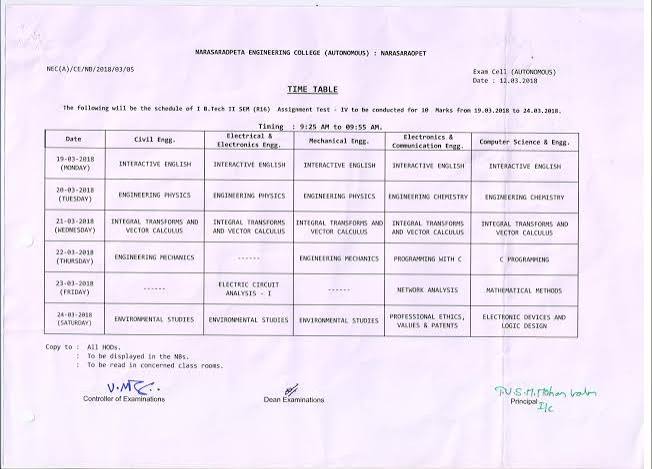 NARASARAOPETA ENGINEERING COLLEGE (AUTONOMOUS) : NARASARAOPET
NEC(A)/CE/NB/2018/03/05
Exam Cell (AUTONOMOUS)
Date : 12.03.2018
TIME TABLE
The following will be the schedule of I B.Tech II SEM (R16) Assignment Test - IV to be conducted for 10 Marks from 19.03.2018 to 24.03.2018.
Timing : 9:25 AM to 09:55 AM.
Date | Civil Engg. | Electrical & Electronics Engg. | Mechanical Engg. | Electronics & Communication Engg. | Computer Science & Engg.
19-03-2018 (MONDAY) | INTERACTIVE ENGLISH | INTERACTIVE ENGLISH | INTERACTIVE ENGLISH | INTERACTIVE ENGLISH | INTERACTIVE ENGLISH
20-03-2018 (TUESDAY) | ENGINEERING PHYSICS | ENGINEERING PHYSICS | ENGINEERING PHYSICS | ENGINEERING CHEMISTRY | ENGINEERING CHEMISTRY
21-03-2018 (WEDNESDAY) | INTEGRAL TRANSFORMS AND VECTOR CALCULUS | INTEGRAL TRANSFORMS AND VECTOR CALCULUS | INTEGRAL TRANSFORMS AND VECTOR CALCULUS | INTEGRAL TRANSFORMS AND VECTOR CALCULUS | INTEGRAL TRANSFORMS AND VECTOR CALCULUS
22-03-2018 (THURSDAY) | ENGINEERING MECHANICS | ------ | ENGINEERING MECHANICS | PROGRAMMING WITH C | C PROGRAMMING
23-03-2018 (FRIDAY) | ------ | ELECTRIC CIRCUIT ANALYSIS - I | ------ | NETWORK ANALYSIS | MATHEMATICAL METHODS
24-03-2018 (SATURDAY) | ENVIRONMENTAL STUDIES | ENVIRONMENTAL STUDIES | ENVIRONMENTAL STUDIES | PROFESSIONAL ETHICS, VALUES & PATENTS | ELECTRONIC DEVICES AND LOGIC DESIGN
Copy to : All HODs.
: To be displayed in the NBs.
: To be read in concerned class rooms.
Controller of Examinations
Dean Examinations
Principal I/c